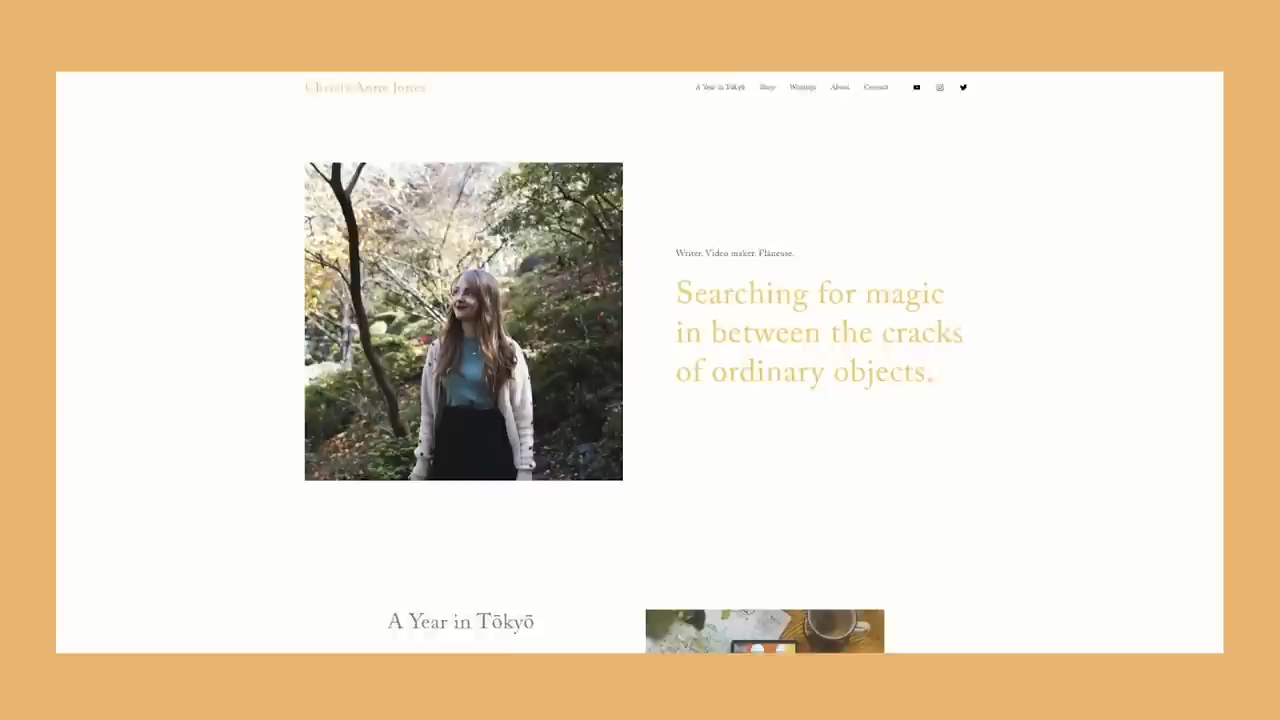 Christy Anne Jones
A Year in Tōkyō Shop Writings About Contact
Writer. Video maker. Flâneuse.
Searching for magic
in between the cracks
of ordinary objects.
A Year in Tōkyō